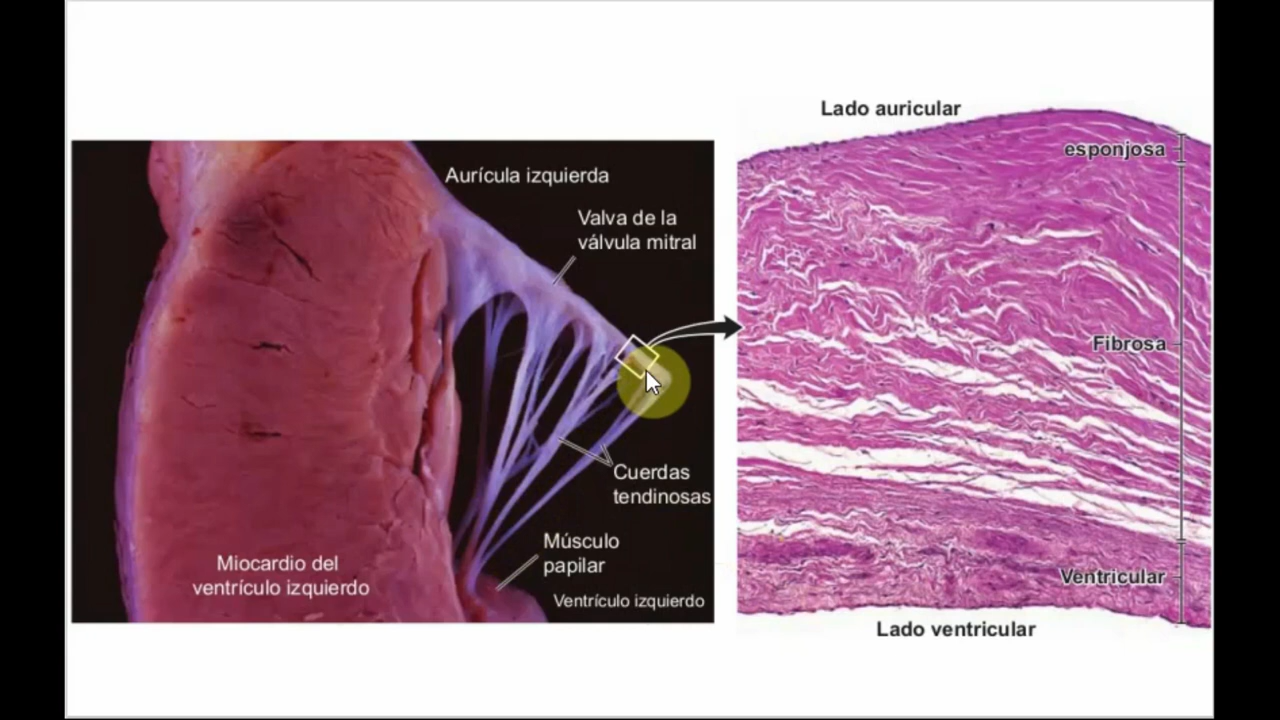 Aurícula izquierda
Valva de la
válvula mitral
Cuerdas
tendinosas
Músculo
papilar
Miocardio del
ventrículo izquierdo
Ventrículo izquierdo
Lado auricular
esponjosa
Fibrosa
Ventricular
Lado ventricular